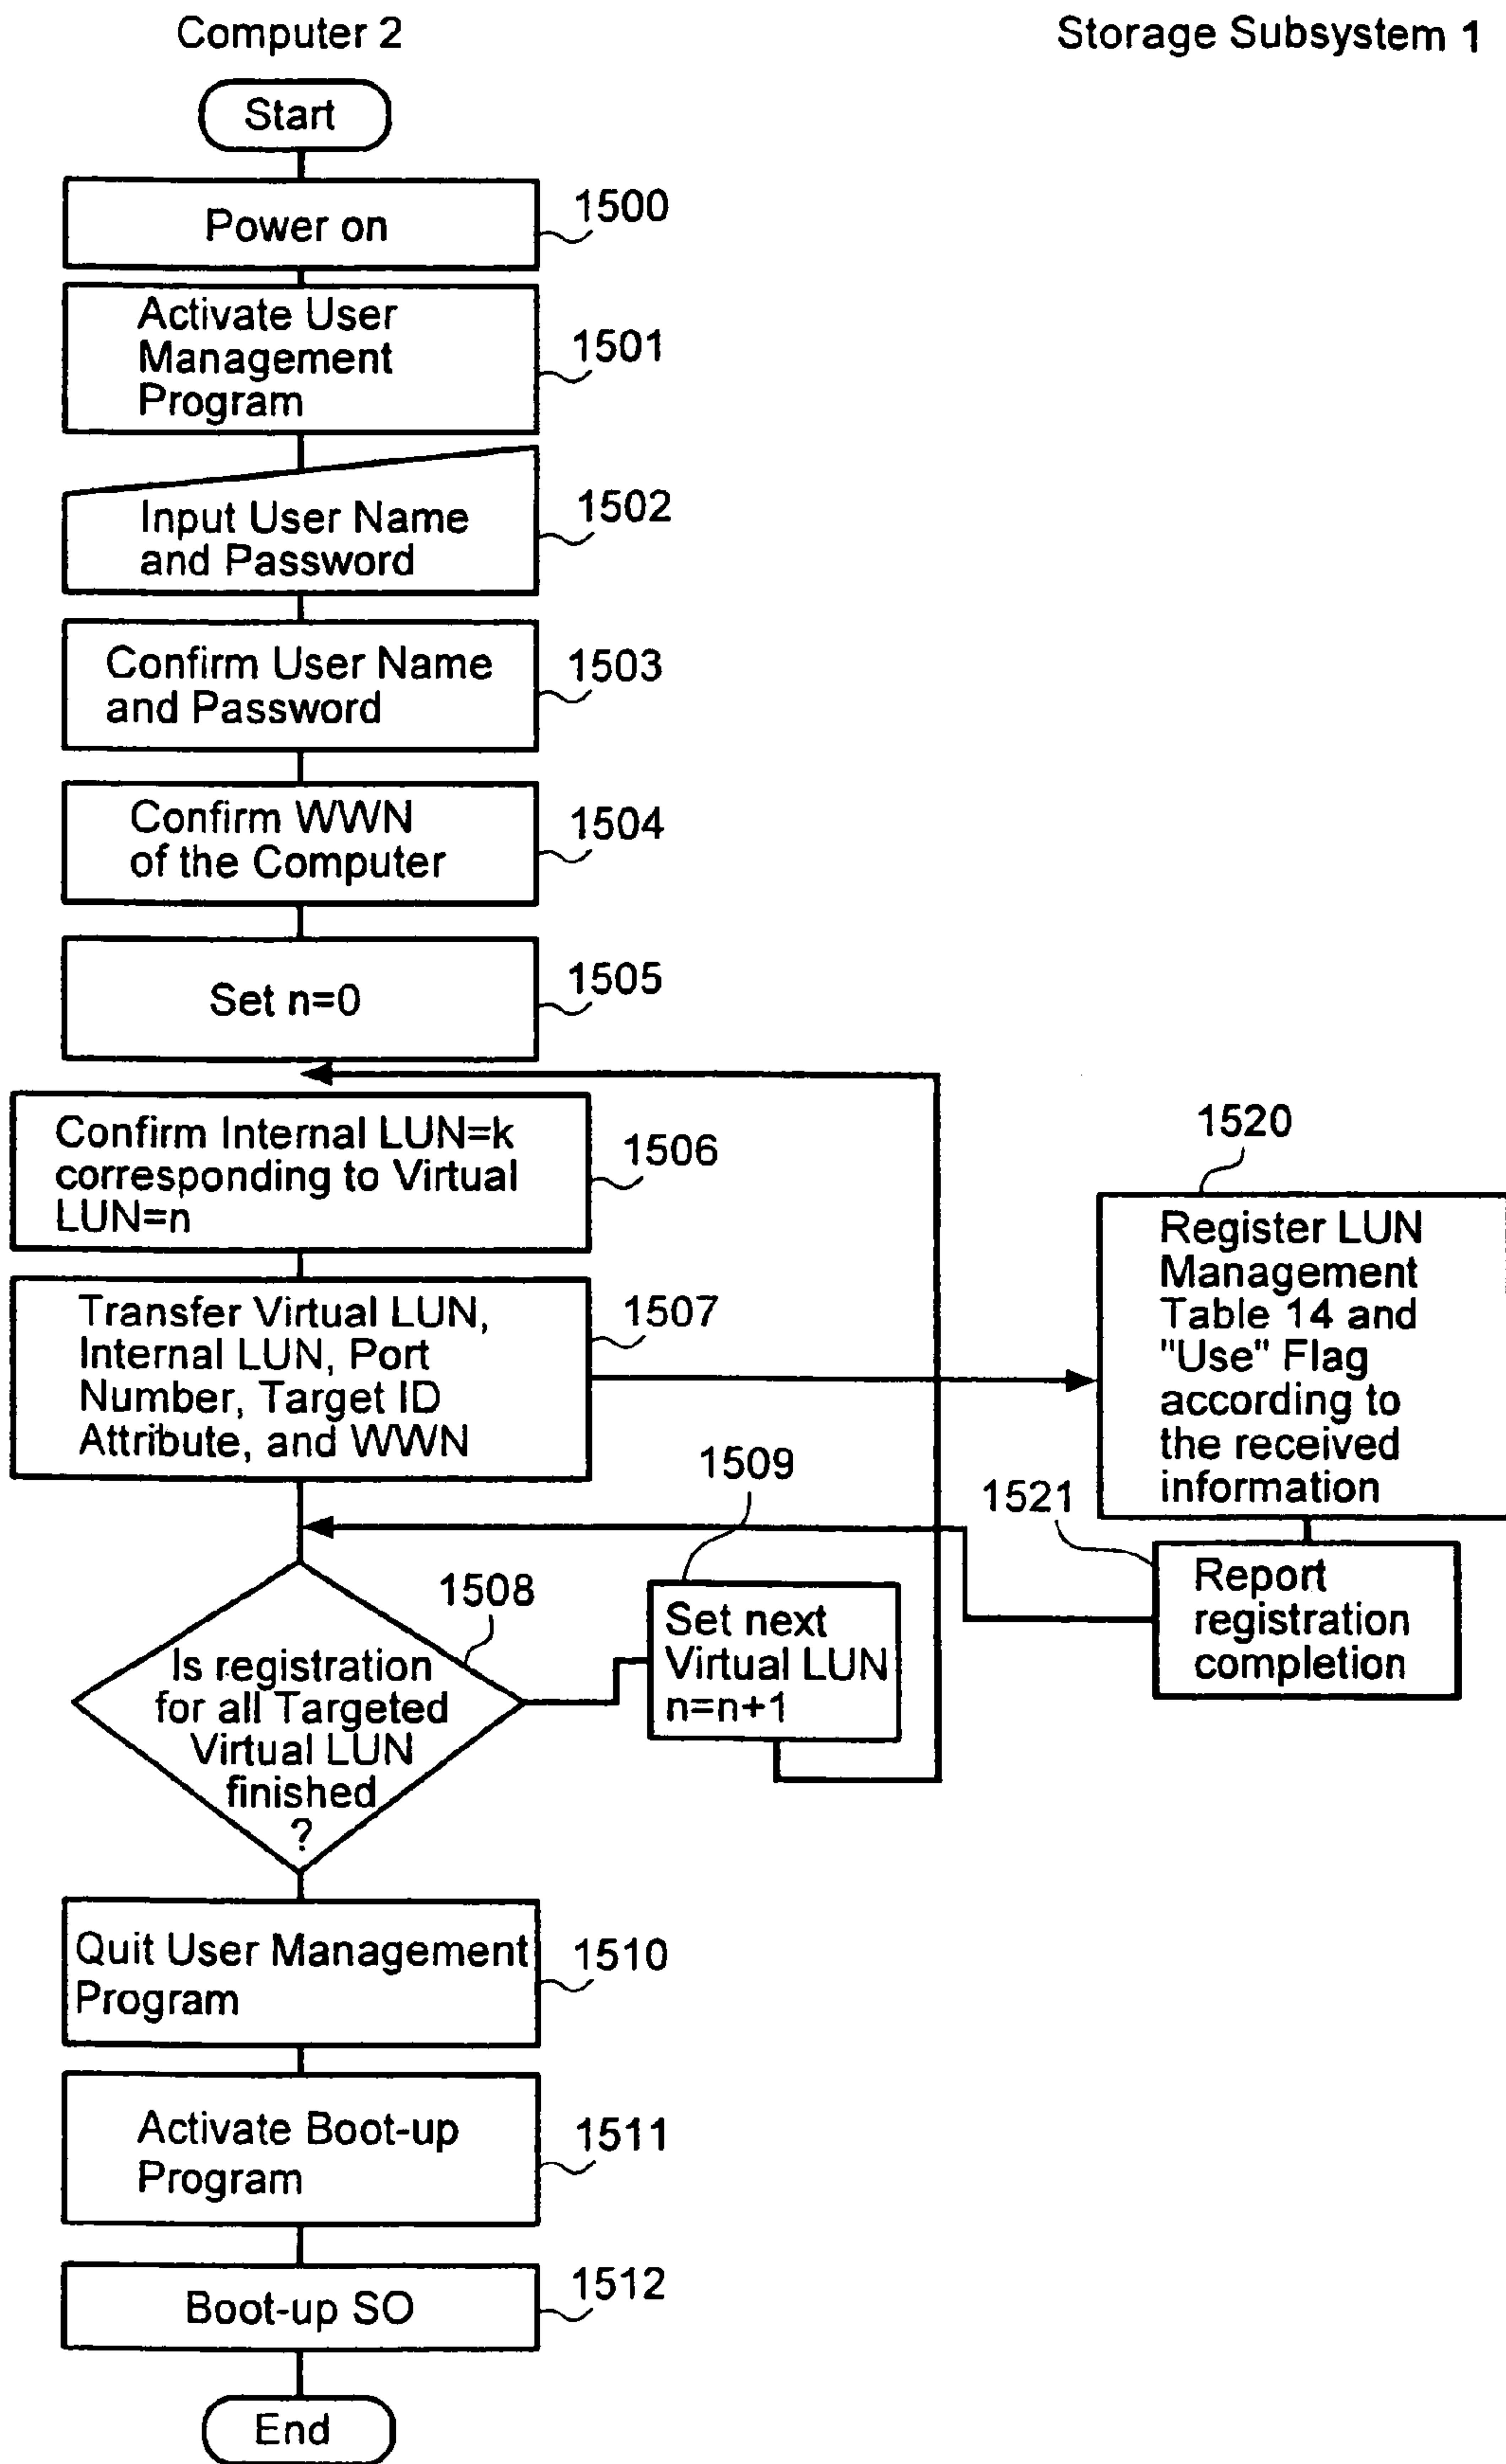 Computer 2
Storage Subsystem 1
Start
Power on
1500
Activate User
Management
Program
1501
Input User Name
and Password
1502
Confirm User Name
and Password
1503
Confirm WWN
of the Computer
1504
Set n=0
1505
Confirm Internal LUN=k
corresponding to Virtual
LUN=n
1506
Transfer Virtual LUN,
Internal LUN, Port
Number, Target ID
Attribute, and WWN
1507
1520
Register LUN
Management
Table 14 and
"Use" Flag
according to
the received
information
1521
Report
registration
completion
Is registration
for all Targeted
Virtual LUN
finished
?
1508
1509
Set next
Virtual LUN
n=n+1
Quit User Management
Program
1510
Activate Boot-up
Program
1511
Boot-up SO
1512
End